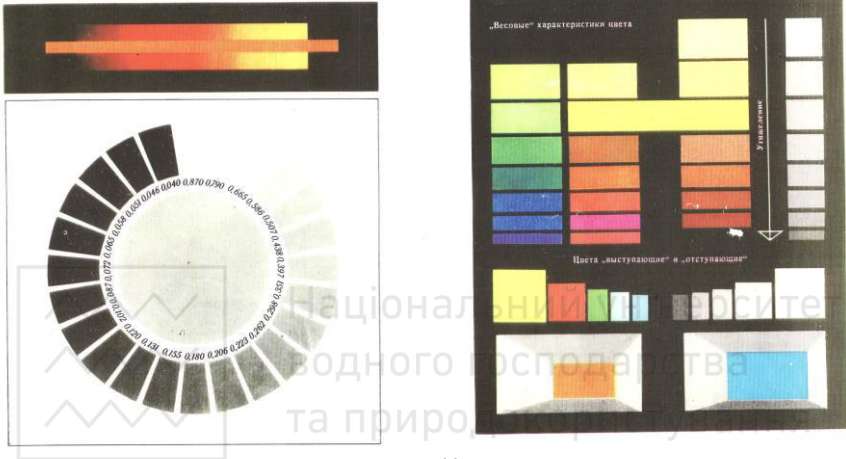 0,040 0,870 0,790 0,665 0,586 0,507 0,438 0,397 0,351 0,298 0,262 0,223 0,206 0,180 0,155 0,131 0,120 0,102 0,087 0,072 0,065 0,058 0,051 0,046
„Весовые“ характеристики цвета
Утяжеление
Цвета „выступающие“ и „отступающие“
Національний університет
водного господарства
та природокористування